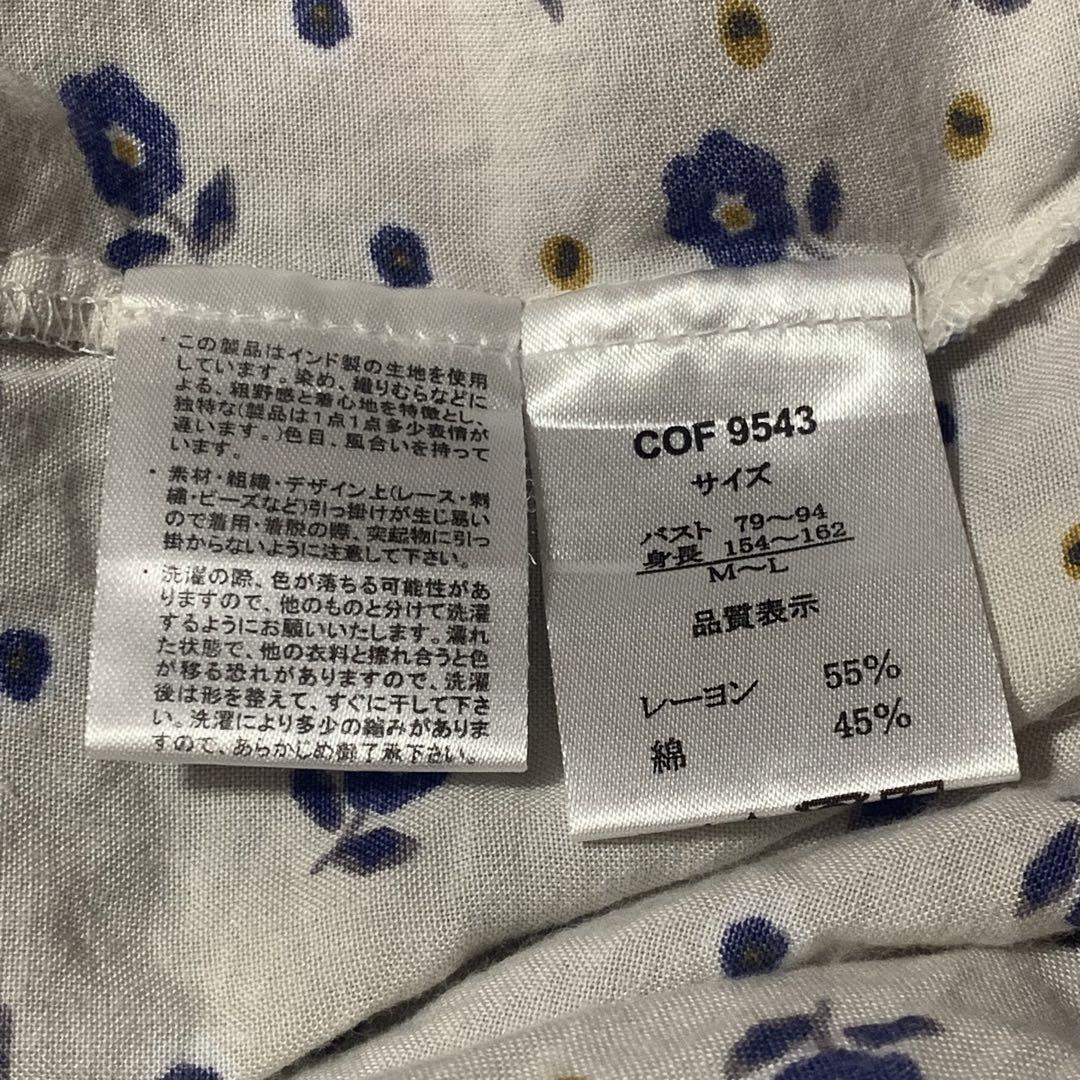 ・この製品はインド製の生地を使用
しています。染め、織りむらなどに
よる、粗野感と着心地を特徴とし、
独特な(製品は1点1点多少表情が
違います。)色目、風合いを持って
います。
・素材・組織・デザイン上(レース・刺
繍・ビーズなど)引っ掛けが生じ易い
ので着用・着脱の際、突起物に引っ
掛からないように注意して下さい。
・洗濯の際、色が落ちる可能性があ
りますので、他のものと分けて洗濯
するようにお願いいたします。濡れ
た状態で、他の衣料と擦れ合うと色
が移る恐れがありますので、洗濯
後は形を整えて、すぐに干して下さ
い。洗濯により多少の縮みがありま
すので、あらかじめ御了承下さい。
COF 9543
サイズ
バスト 79〜94
身長 154〜162
M〜L
品質表示
レーヨン 55%
綿 45%